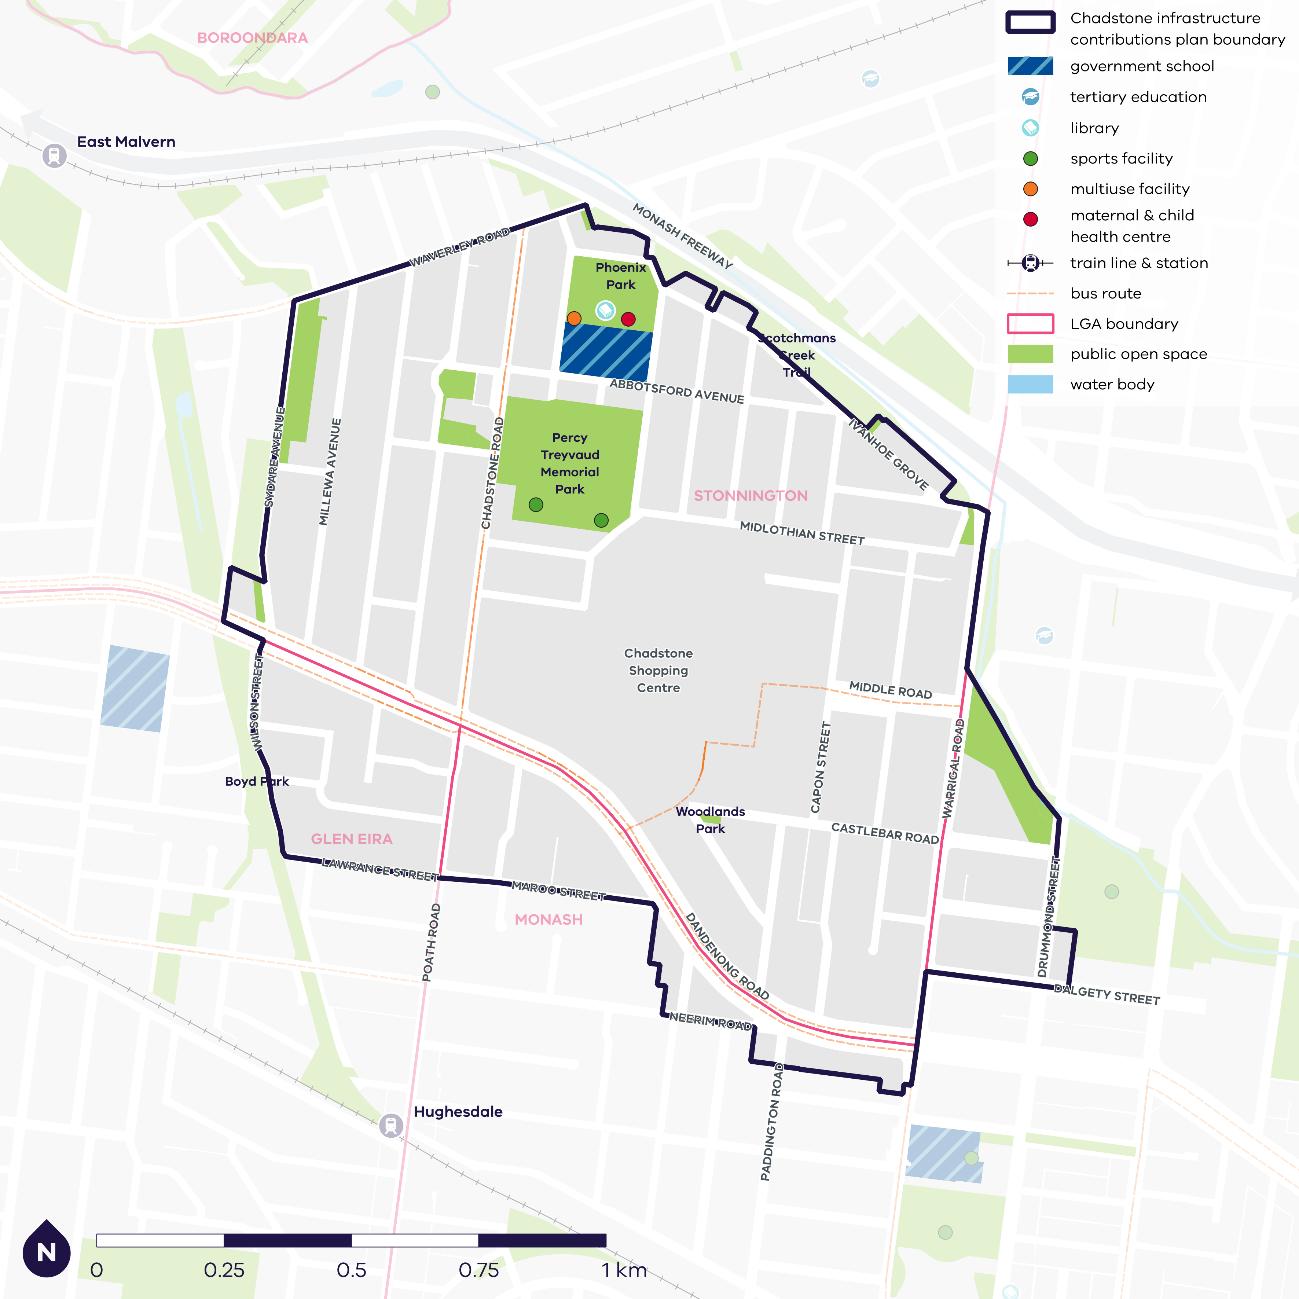 BOROONDARA
East Malvern
Chadstone infrastructure
contributions plan boundary
government school
tertiary education
library
sports facility
multiuse facility
maternal & child
health centre
train line & station
bus route
LGA boundary
public open space
water body
MONASH FREEWAY
WAVERLEY ROAD
Phoenix
Park
Scotchmans
Creek
Trail
ABBOTSFORD AVENUE
IVANHOE GROVE
SYDARE AVENUE
MILLEWA AVENUE
CHADSTONE ROAD
Percy
Treyvaud
Memorial
Park
STONNINGTON
MIDLOTHIAN STREET
Chadstone
Shopping
Centre
MIDDLE ROAD
WILSON STREET
CAPON STREET
WARRIGAL ROAD
Boyd Park
Woodlands
Park
CASTLEBAR ROAD
GLEN EIRA
LAWRANCE STREET
MAROO STREET
MONASH
POATH ROAD
DANDENONG ROAD
DRUMMOND STREET
DALGETY STREET
NEERIM ROAD
PADDINGTON ROAD
Hughesdale
N
0
0.25
0.5
0.75
1 km